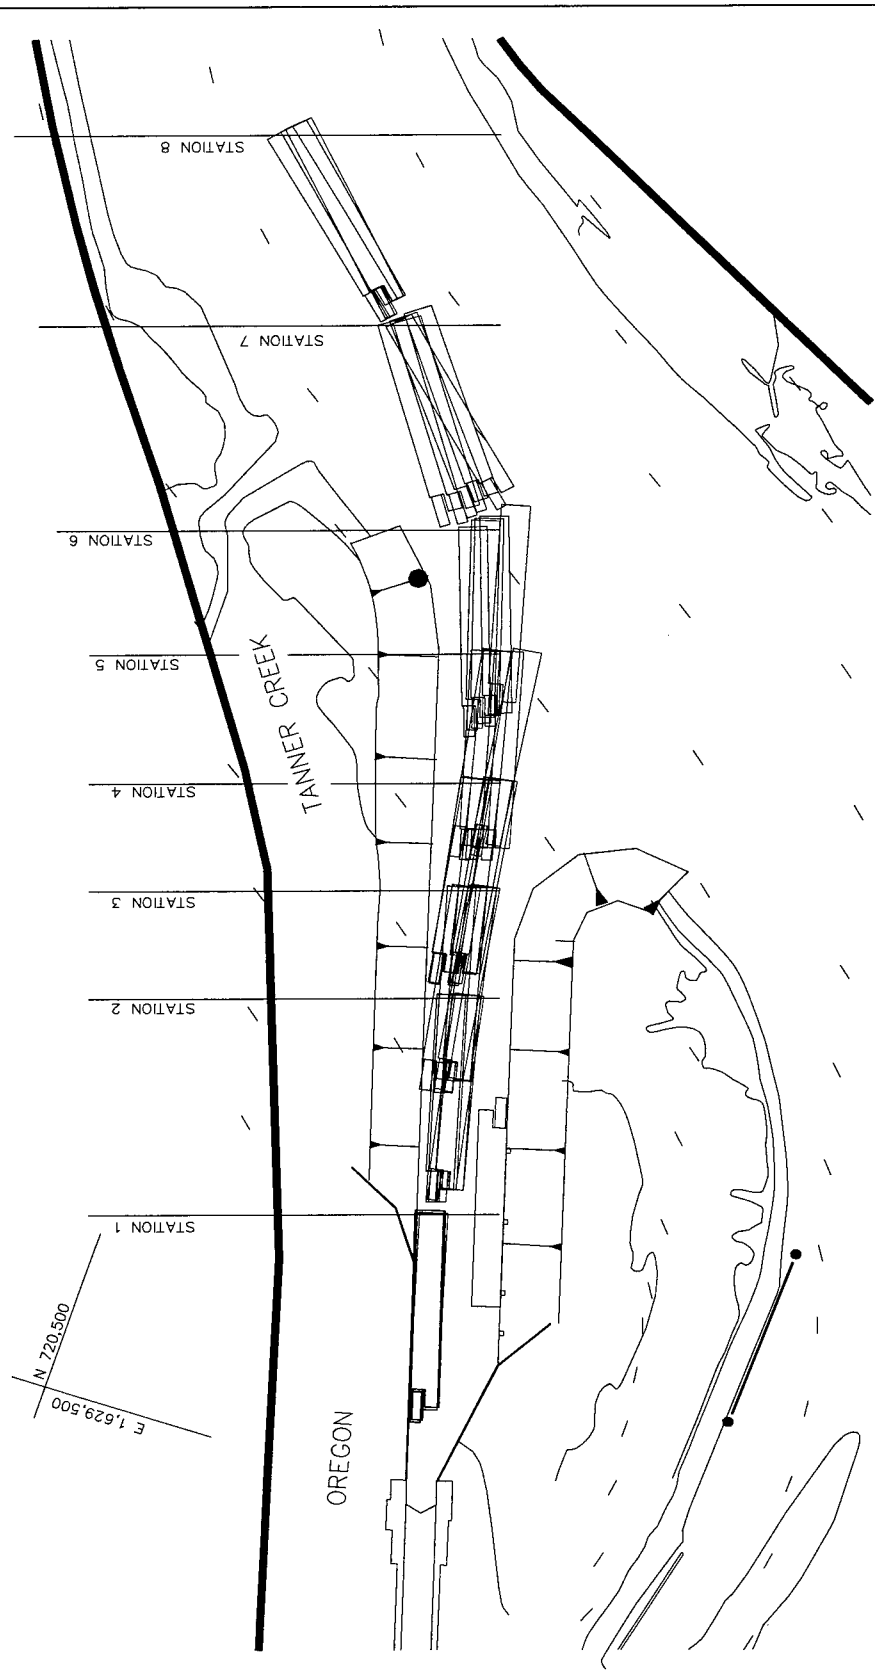 STATION 8
STATION 7
STATION 6
STATION 5
TANNER CREEK
STATION 4
STATION 3
STATION 2
STATION 1
N 720,500
E 1,629,500
OREGON